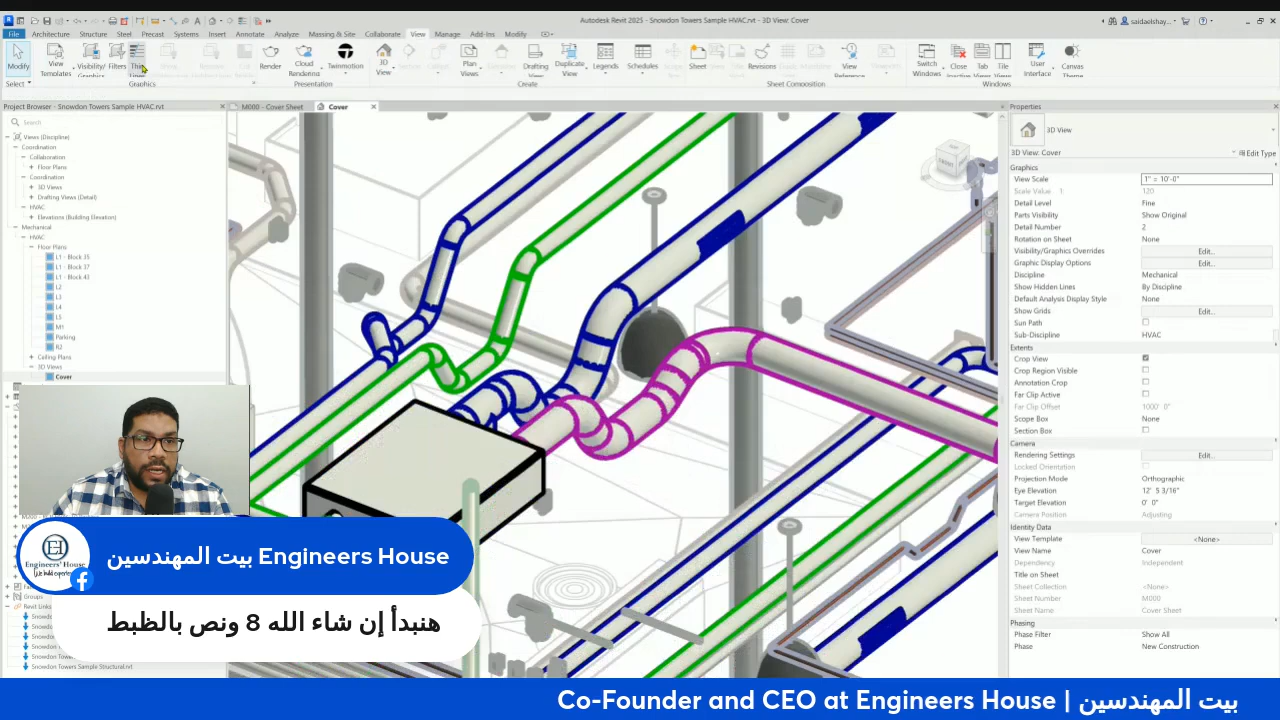 Autodesk Revit 2025 - Snowdon Towers Sample HVAC.rvt - 3D View: Cover
saidaelshay...
File Architecture Structure Steel Precast Systems Insert Annotate Analyze Massing & Site Collaborate View Manage Add-Ins Modify
Modify
View Templates
Visibility/ Graphics
Filters
Thin Lines
Render
Cloud Rendering
Twinmotion
3D View
Plan Views
Drafting View
Duplicate View
Legends
Schedules
Sheet
Revisions
View Reference
Switch Windows
Close Inactive
Tab Views
Tile Views
User Interface
Canvas Theme
Select
Graphics
Presentation
Create
Sheet Composition
Windows
Project Browser - Snowdon Towers Sample HVAC.rvt
M000 - Cover Sheet
Cover
Properties
Search
Views (Discipline)
Coordination
Collaboration
Floor Plans
Coordination
3D Views
Drafting Views (Detail)
HVAC
Elevations (Building Elevation)
Mechanical
HVAC
Floor Plans
L1 - Block 35
L1 - Block 37
L1 - Block 43
L2
L3
L4
L5
M1
Parking
R2
Ceiling Plans
3D Views
Cover
Groups
Revit Links
Snowdon Towers Sample Structural.rvt
FRONT
3D View
3D View: Cover
Edit Type
Graphics
View Scale 1" = 10'-0"
Scale Value 1: 120
Detail Level Fine
Parts Visibility Show Original
Detail Number 2
Rotation on Sheet None
Visibility/Graphics Overrides Edit...
Graphic Display Options Edit...
Discipline Mechanical
Show Hidden Lines By Discipline
Default Analysis Display Style None
Show Grids Edit...
Sun Path
Sub-Discipline HVAC
Extents
Crop View
Crop Region Visible
Annotation Crop
Far Clip Active
Far Clip Offset 1000' 0"
Scope Box None
Section Box
Camera
Rendering Settings Edit...
Locked Orientation
Projection Mode Orthographic
Eye Elevation 12' 5 3/16"
Target Elevation 0' 0"
Camera Position Adjusting
Identity Data
View Template <None>
View Name Cover
Dependency Independent
Title on Sheet
Sheet Collection <None>
Sheet Number M000
Sheet Name Cover Sheet
Phasing
Phase Filter Show All
Phase New Construction
Engineers' House
بيت المهندسين Engineers House
هنبدأ إن شاء الله 8 ونص بالظبط
Co-Founder and CEO at Engineers House | بيت المهندسين